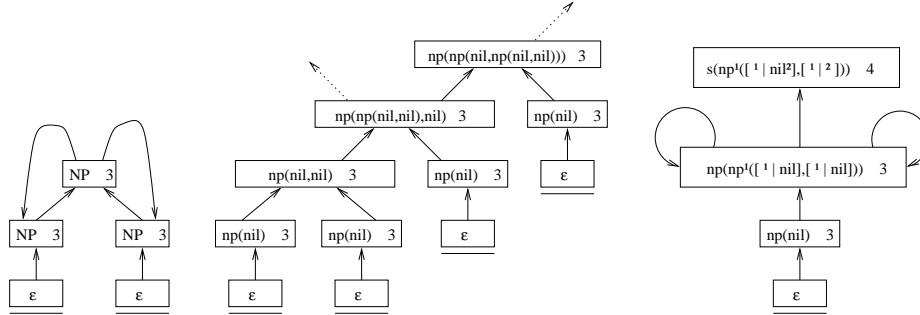 np(np(nil,np(nil,nil))) 3
s(np¹([ ¹ | nil²],[ ¹ | ² ])) 4
np(np(nil,nil),nil) 3
np(nil) 3
NP 3
np(nil,nil) 3
np(nil) 3
ε
np(np¹([ ¹ | nil],[ ¹ | nil])) 3
NP 3
NP 3
np(nil) 3
np(nil) 3
ε
np(nil) 3
ε
ε
ε
ε
ε